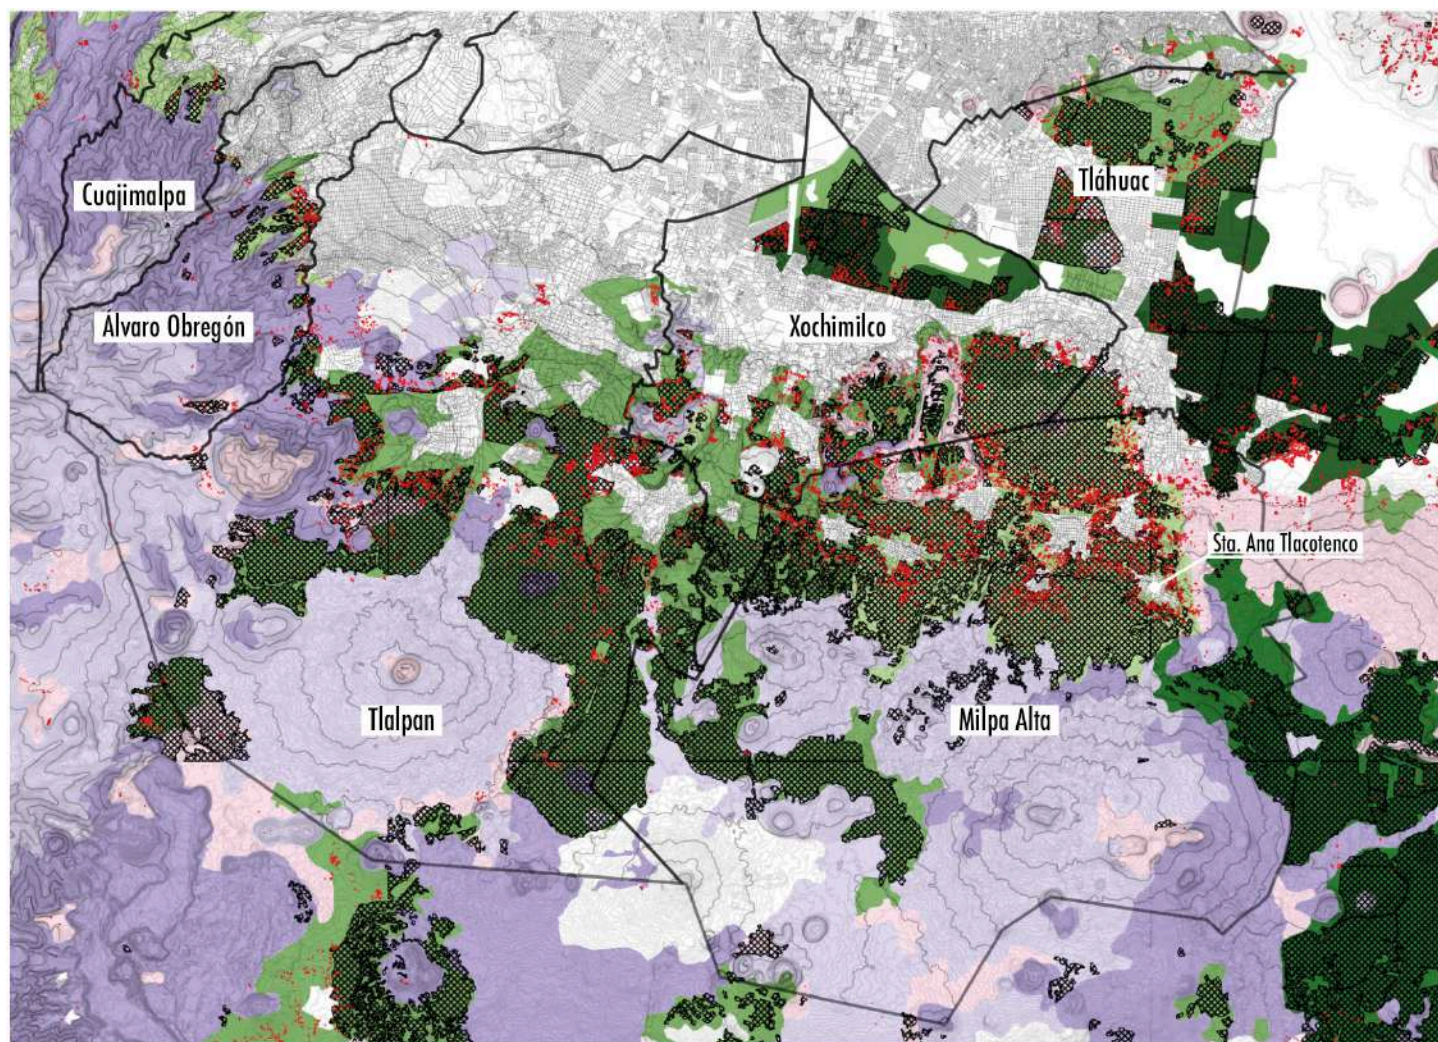 Cuajimalpa
Tláhuac
Álvaro Obregón
Xochimilco
Sta. Ana Tlacotenco
Tlalpan
Milpa Alta